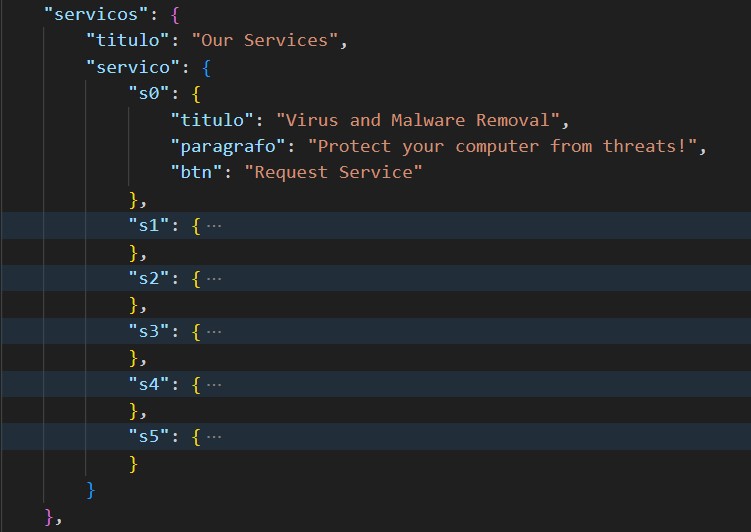 "servicos": {
"titulo": "Our Services",
"servico": {
"s0": {
"titulo": "Virus and Malware Removal",
"paragrafo": "Protect your computer from threats!",
"btn": "Request Service"
},
"s1": { ···
},
"s2": { ···
},
"s3": { ···
},
"s4": { ···
},
"s5": { ···
}
}
},